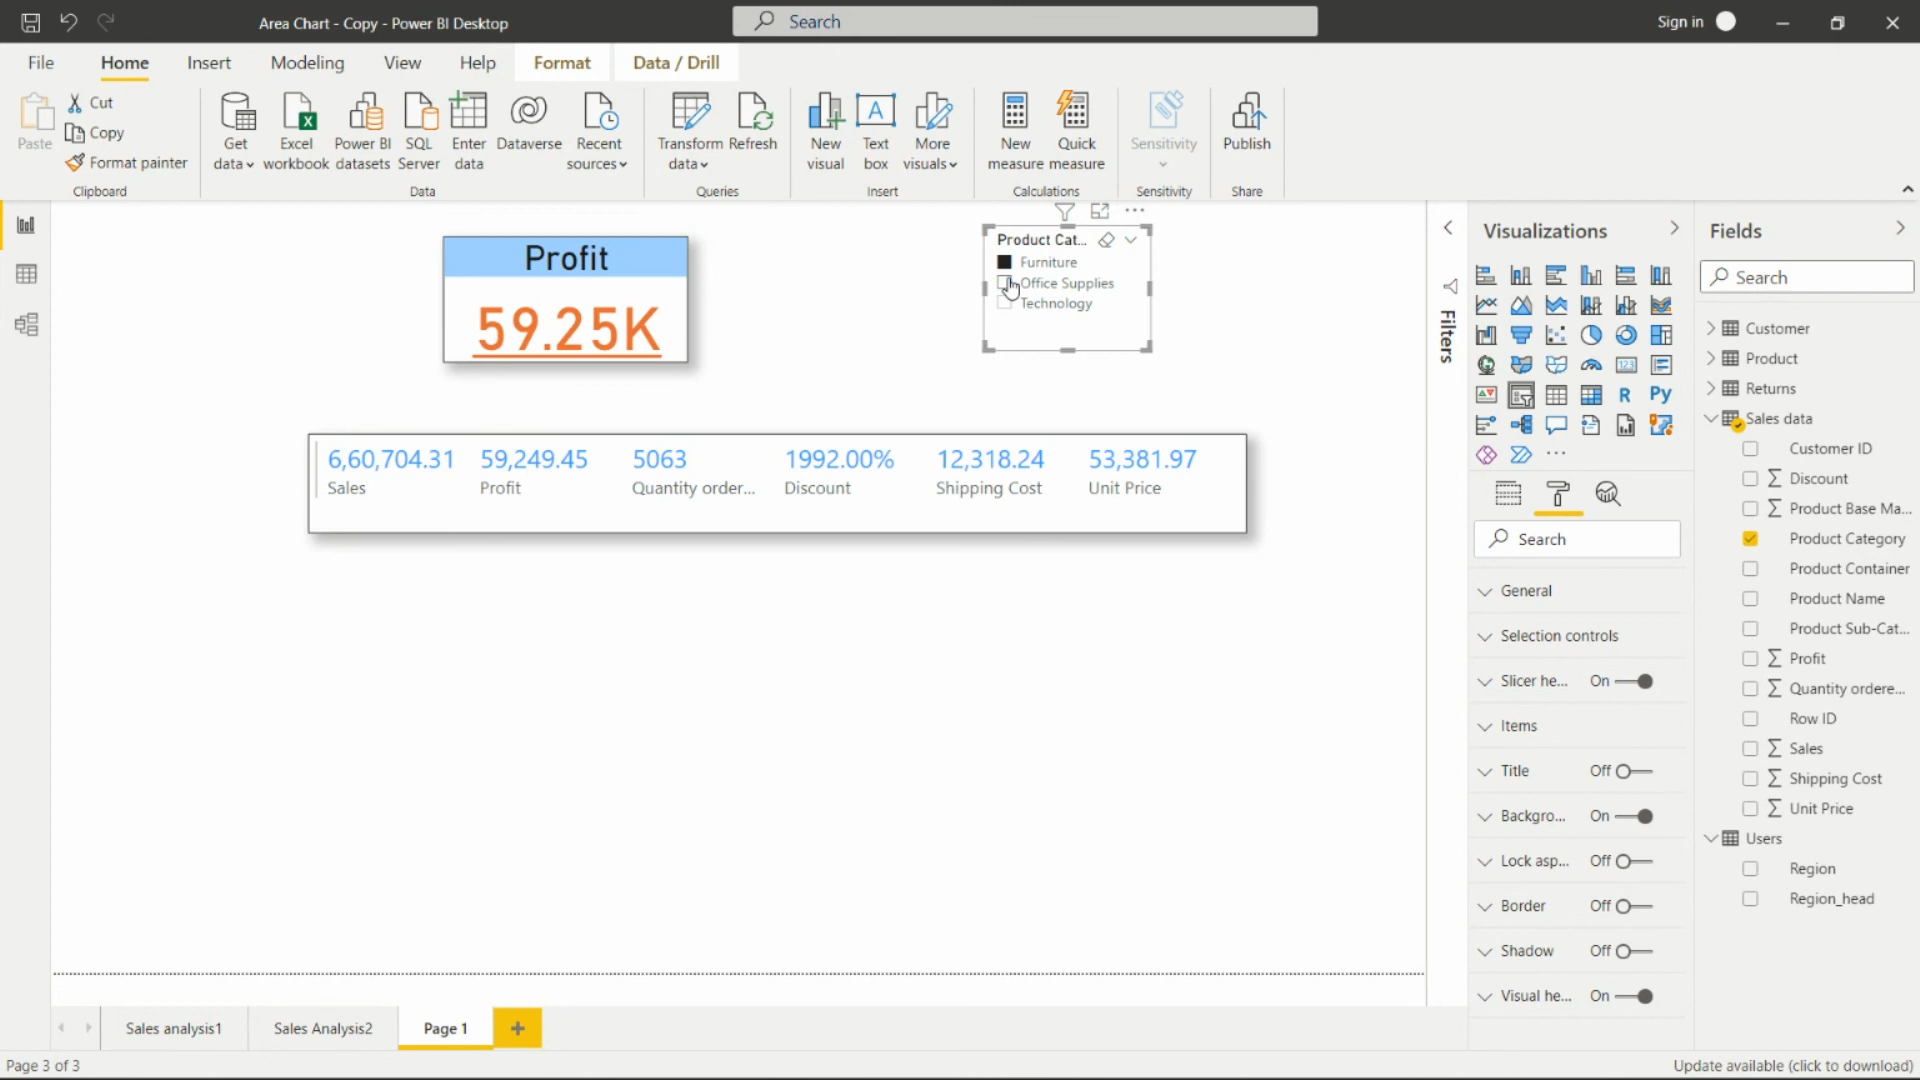 Area Chart - Copy - Power BI Desktop
Search
Sign in
File
Home
Insert
Modeling
View
Help
Format
Data / Drill
Paste
Cut
Copy
Format painter
Clipboard
Get
data
Excel
workbook
Power BI
datasets
SQL
Server
Enter
data
Dataverse
Recent
sources
Data
Transform
data
Refresh
Queries
New
visual
Text
box
More
visuals
Insert
New
measure
Quick
measure
Calculations
Sensitivity
Sensitivity
Publish
Share
Profit
59.25K
Product Cat...
Furniture
Office Supplies
Technology
6,60,704.31
Sales
59,249.45
Profit
5063
Quantity order...
1992.00%
Discount
12,318.24
Shipping Cost
53,381.97
Unit Price
Filters
Visualizations
R
Py
123
Search
General
Selection controls
Slicer he... On
Items
Title Off
Backgro... On
Lock asp... Off
Border Off
Shadow Off
Visual he... On
Fields
Search
Customer
Product
Returns
Sales data
Customer ID
Discount
Product Base Ma...
Product Category
Product Container
Product Name
Product Sub-Cat...
Profit
Quantity ordere...
Row ID
Sales
Shipping Cost
Unit Price
Users
Region
Region_head
Sales analysis1
Sales Analysis2
Page 1
Page 3 of 3
Update available (click to download)